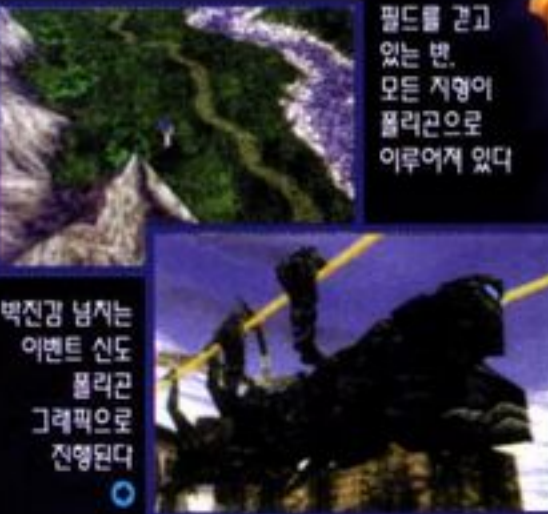 필드를 걷고
있는 반.
모든 지형이
폴리곤으로
이루어져 있다
박진감 넘치는
이벤트 신도
폴리곤
그래픽으로
진행된다